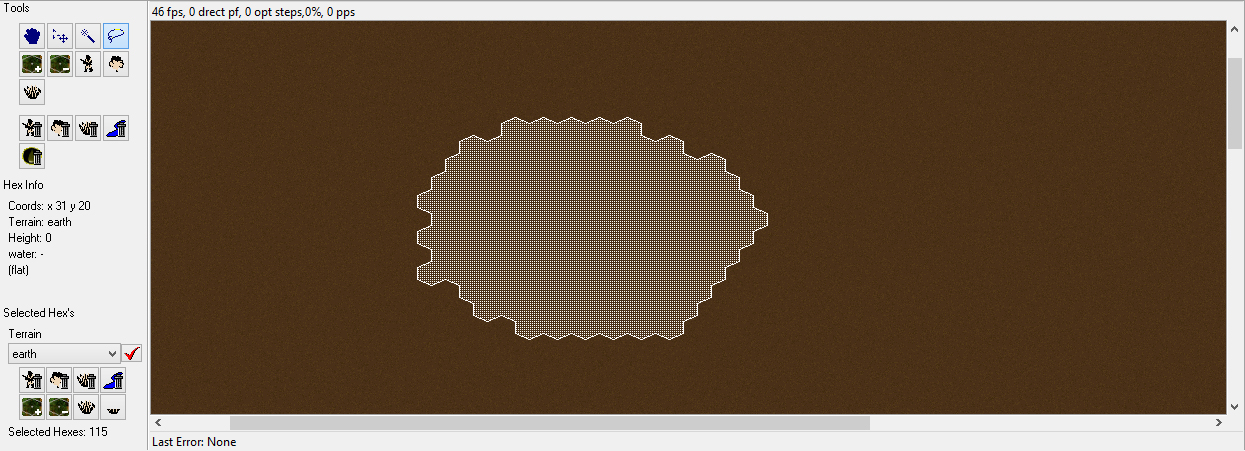 Tools
46 fps, 0 drect pf, 0 opt steps,0%, 0 pps
Hex Info
Coords: x 31 y 20
Terrain: earth
Height: 0
water: -
(flat)
Selected Hex's
Terrain
earth
Selected Hexes: 115
Last Error: None